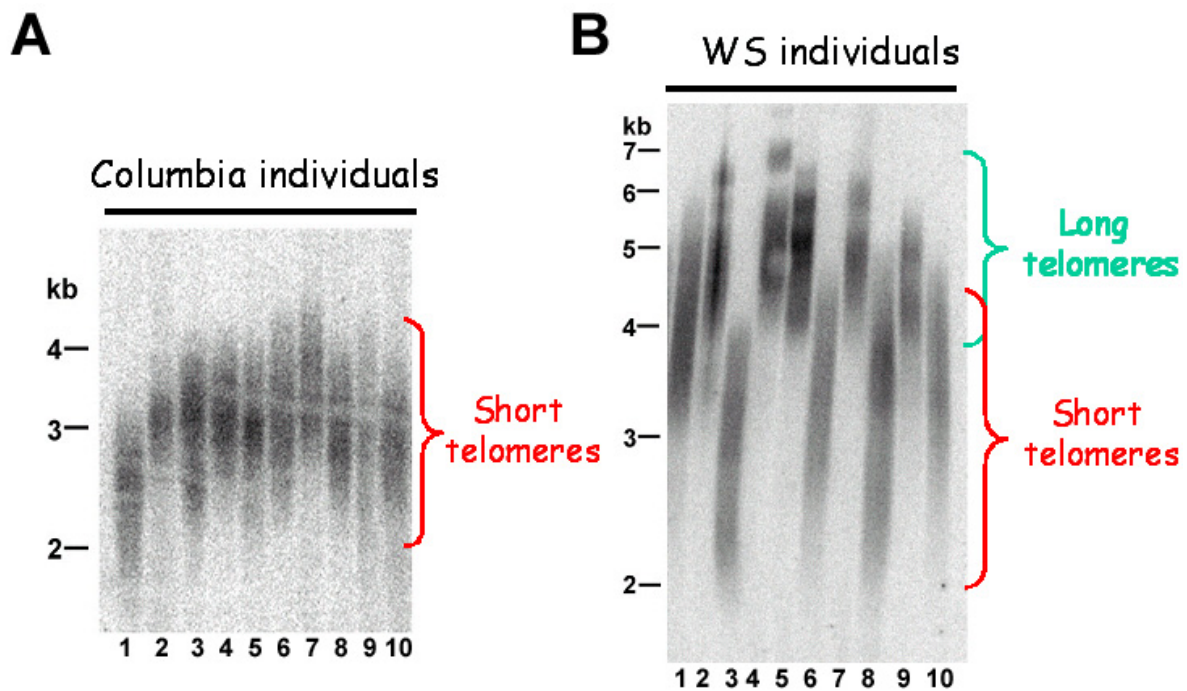 A
Columbia individuals
kb
4
3
2
Short
telomeres
1 2 3 4 5 6 7 8 9 10
B
WS individuals
kb
7
6
5
4
3
2
Long
telomeres
Short
telomeres
1 2 3 4 5 6 7 8 9 10